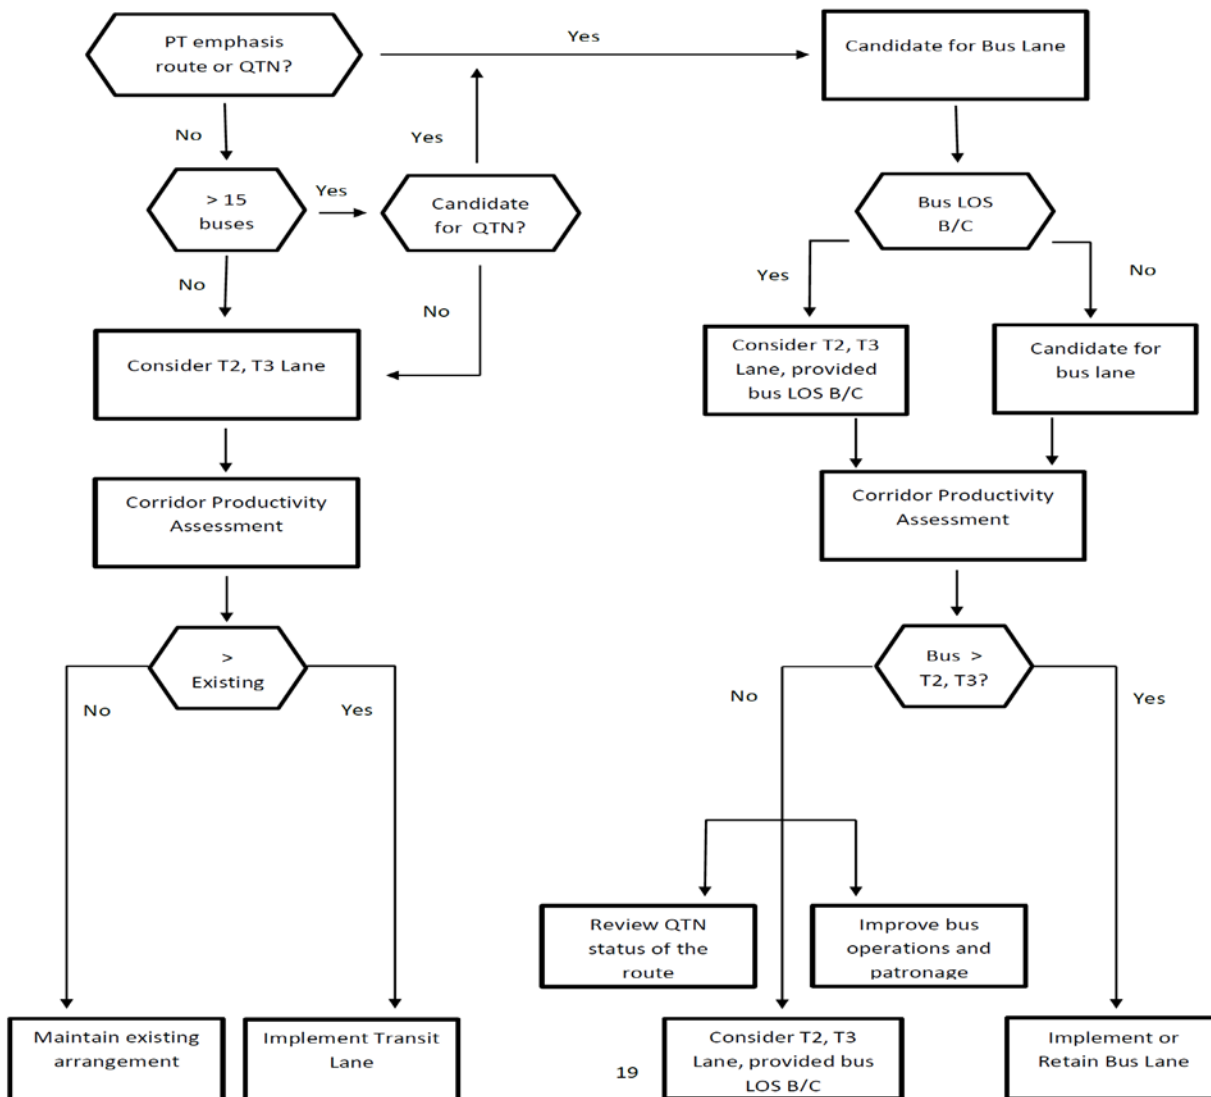 PT emphasis
route or QTN?
Yes
Candidate for Bus Lane
No
Yes
> 15
buses
Yes
Candidate
for QTN?
Bus LOS
B/C
No
No
Yes
No
Consider T2, T3 Lane
Consider T2, T3
Lane, provided
bus LOS B/C
Candidate for
bus lane
Corridor Productivity
Assessment
Corridor Productivity
Assessment
>
Existing
Bus >
T2, T3?
No
Yes
No
Yes
Review QTN
status of the
route
Improve bus
operations and
patronage
Maintain existing
arrangement
Implement Transit
Lane
19
Consider T2, T3
Lane, provided bus
LOS B/C
Implement or
Retain Bus Lane